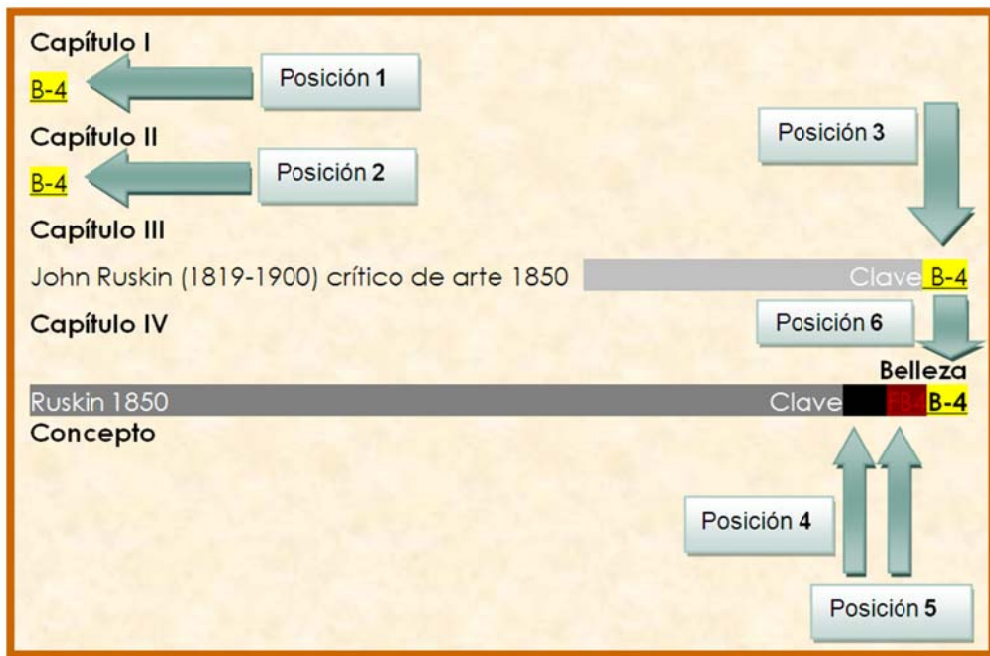 Capítulo I
B-4
Posición 1
Capítulo II
B-4
Posición 2
Posición 3
Capítulo III
John Ruskin (1819-1900) crítico de arte 1850
Clave B-4
Capítulo IV
Posición 6
Belleza
Ruskin 1850
Clave
B-4
Concepto
Posición 4
Posición 5